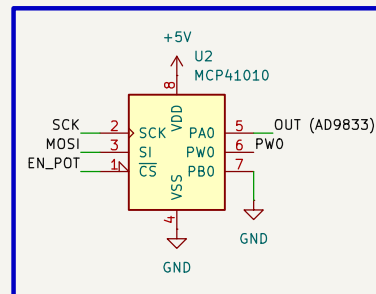 +5V
U2
MCP41010
8
VDD
SCK 2 SCK PA0 5 OUT (AD9833)
MOSI 3 SI PW0 6 PW0
EN_POT 1 CS PB0 7
VSS
4
GND
GND